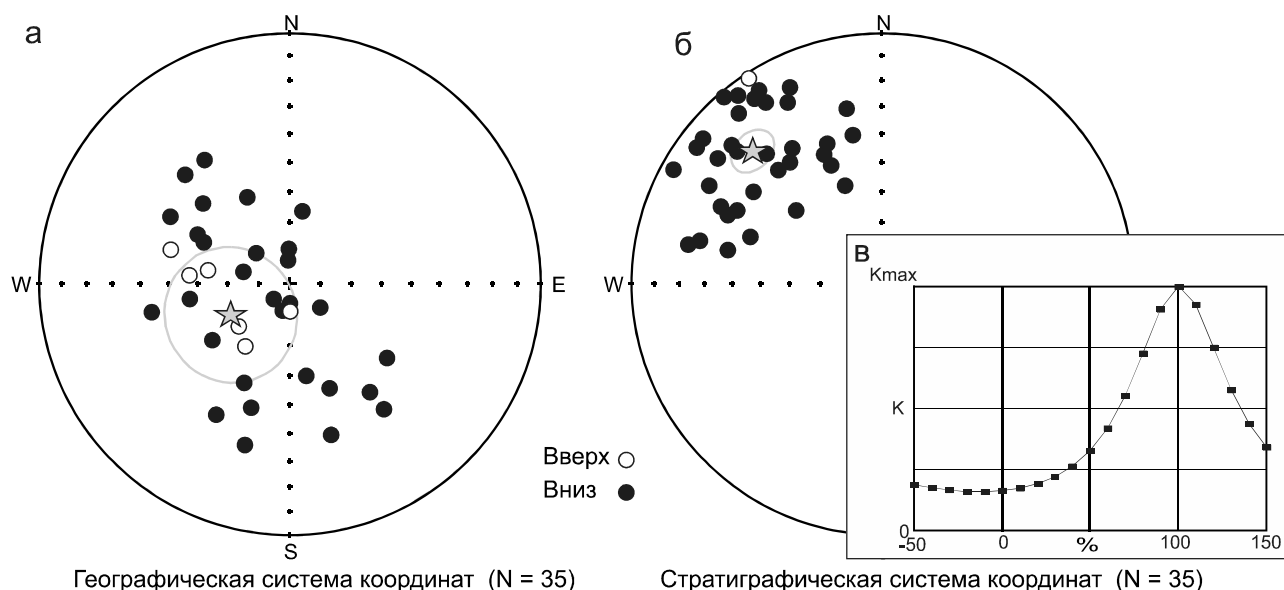 а
N
W
E
S
Географическая система координат (N = 35)
б
N
W
Вверх
Вниз
Стратиграфическая система координат (N = 35)
в
Kmax
K
0
-50
0
%
100
150